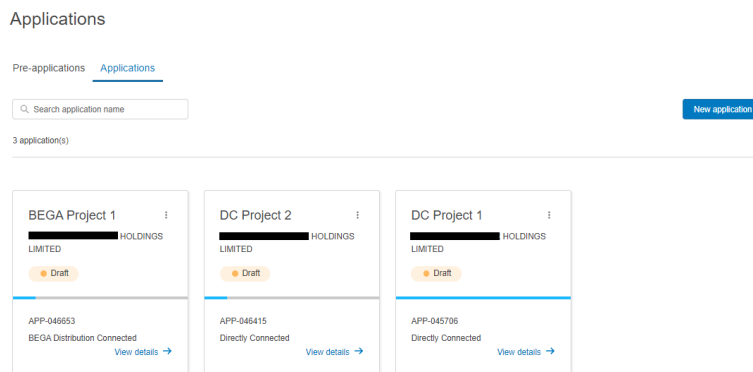 Applications
Pre-applications Applications
Search application name
New application
3 application(s)
BEGA Project 1
HOLDINGS
LIMITED
Draft
APP-046653
BEGA Distribution Connected
View details
DC Project 2
HOLDINGS
LIMITED
Draft
APP-046415
Directly Connected
View details
DC Project 1
HOLDINGS
LIMITED
Draft
APP-045706
Directly Connected
View details